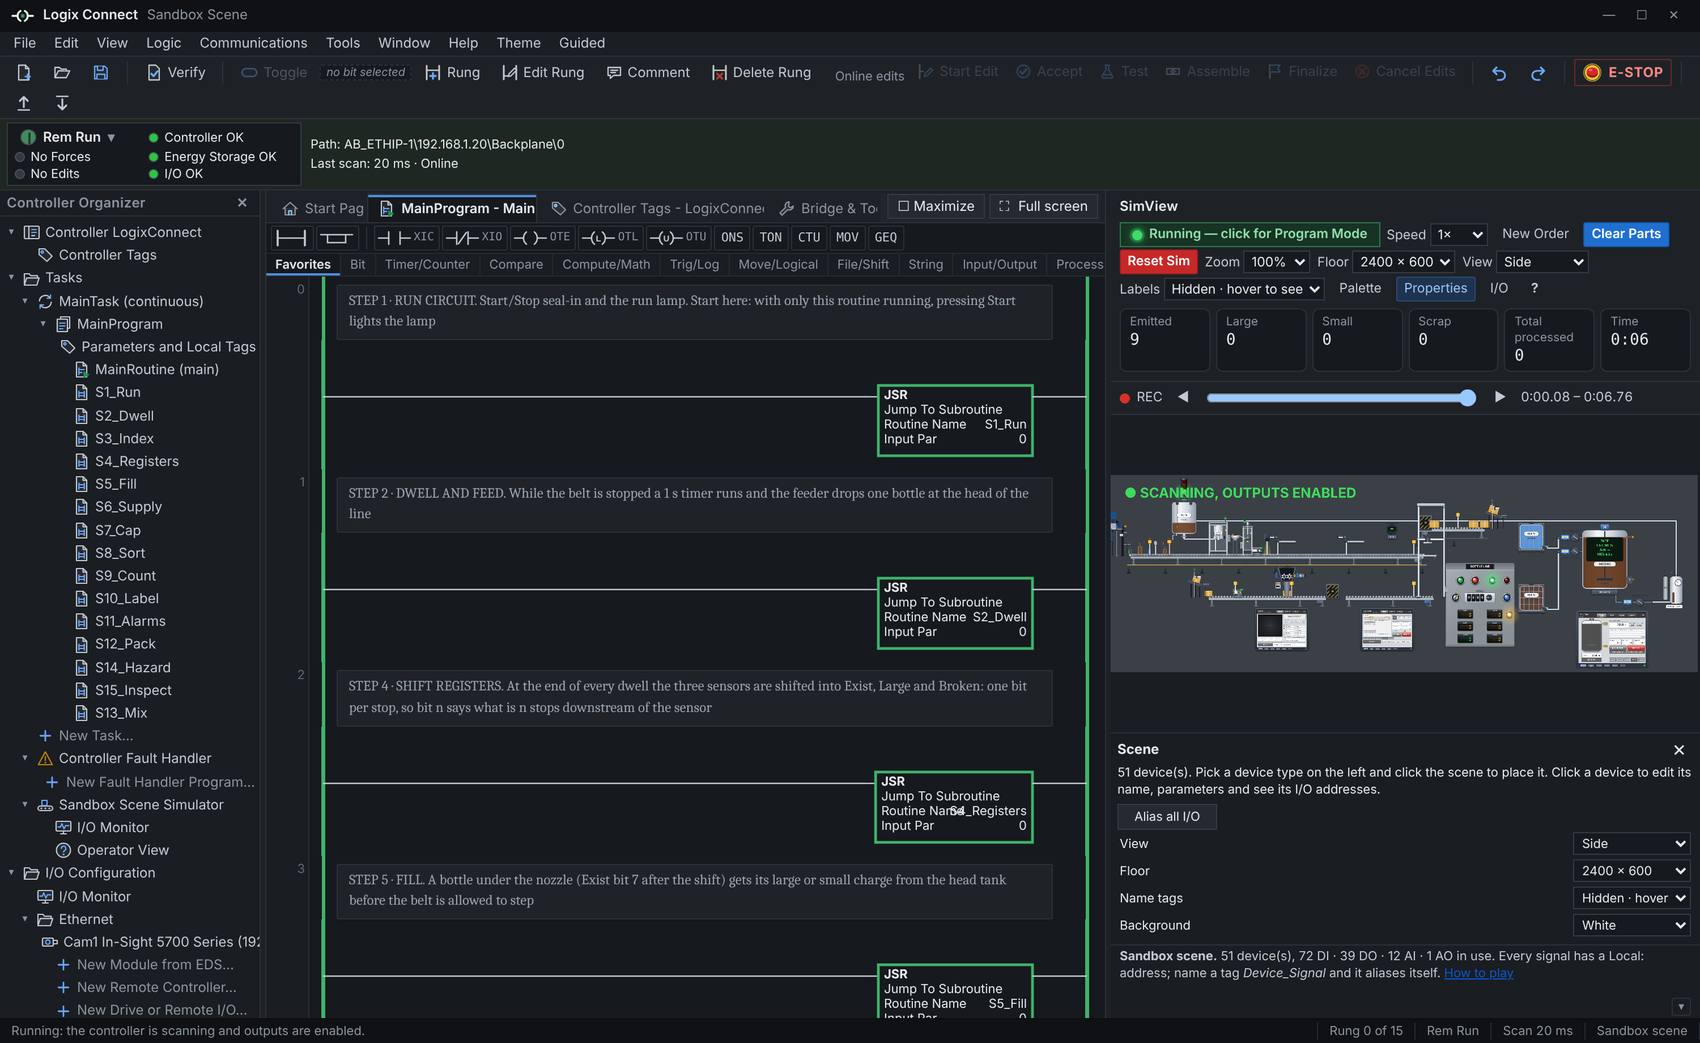 Logix Connect Sandbox Scene
File Edit View Logic Communications Tools Window Help Theme Guided
Verify Toggle no bit selected Rung Edit Rung Comment Delete Rung Online edits Start Edit Accept Test Assemble Finalize Cancel Edits E-STOP
Rem Run ▾ Controller OK
No Forces Energy Storage OK
No Edits I/O OK
Path: AB_ETHIP-1\192.168.1.20\Backplane\0
Last scan: 20 ms · Online
Controller Organizer
Controller LogixConnect
Controller Tags
Tasks
MainTask (continuous)
MainProgram
Parameters and Local Tags
MainRoutine (main)
S1_Run
S2_Dwell
S3_Index
S4_Registers
S5_Fill
S6_Supply
S7_Cap
S8_Sort
S9_Count
S10_Label
S11_Alarms
S12_Pack
S14_Hazard
S15_Inspect
S13_Mix
New Task...
Controller Fault Handler
New Fault Handler Program...
Sandbox Scene Simulator
I/O Monitor
Operator View
I/O Configuration
I/O Monitor
Ethernet
Cam1 In-Sight 5700 Series (192
New Module from EDS...
New Remote Controller...
New Drive or Remote I/O...
Start Pag MainProgram - Main Controller Tags - LogixConne Bridge & To Maximize Full screen
XIC XIO OTE L OTL U OTU ONS TON CTU MOV GEQ
Favorites Bit Timer/Counter Compare Compute/Math Trig/Log Move/Logical File/Shift String Input/Output Process
0
STEP 1 · RUN CIRCUIT. Start/Stop seal-in and the run lamp. Start here: with only this routine running, pressing Start
lights the lamp
JSR
Jump To Subroutine
Routine Name S1_Run
Input Par 0
1
STEP 2 · DWELL AND FEED. While the belt is stopped a 1 s timer runs and the feeder drops one bottle at the head of the
line
JSR
Jump To Subroutine
Routine Name S2_Dwell
Input Par 0
2
STEP 4 · SHIFT REGISTERS. At the end of every dwell the three sensors are shifted into Exist, Large and Broken: one bit
per stop, so bit n says what is n stops downstream of the sensor
JSR
Jump To Subroutine
Routine Name S4_Registers
Input Par 0
3
STEP 5 · FILL. A bottle under the nozzle (Exist bit 7 after the shift) gets its large or small charge from the head tank
before the belt is allowed to step
JSR
Jump To Subroutine
Routine Name S5_Fill
Input Par 0
SimView
Running — click for Program Mode Speed 1× New Order Clear Parts
Reset Sim Zoom 100% Floor 2400 × 600 View Side
Labels Hidden · hover to see Palette Properties I/O ?
Emitted Large Small Scrap Total processed Time
9 0 0 0 0 0:06
REC 0:00.08 – 0:06.76
SCANNING, OUTPUTS ENABLED
Scene
51 device(s). Pick a device type on the left and click the scene to place it. Click a device to edit its
name, parameters and see its I/O addresses.
Alias all I/O
View Side
Floor 2400 × 600
Name tags Hidden · hover
Background White
Sandbox scene. 51 device(s), 72 DI · 39 DO · 12 AI · 1 AO in use. Every signal has a Local:
address; name a tag Device_Signal and it aliases itself. How to play
Running: the controller is scanning and outputs are enabled. Rung 0 of 15 Rem Run Scan 20 ms Sandbox scene